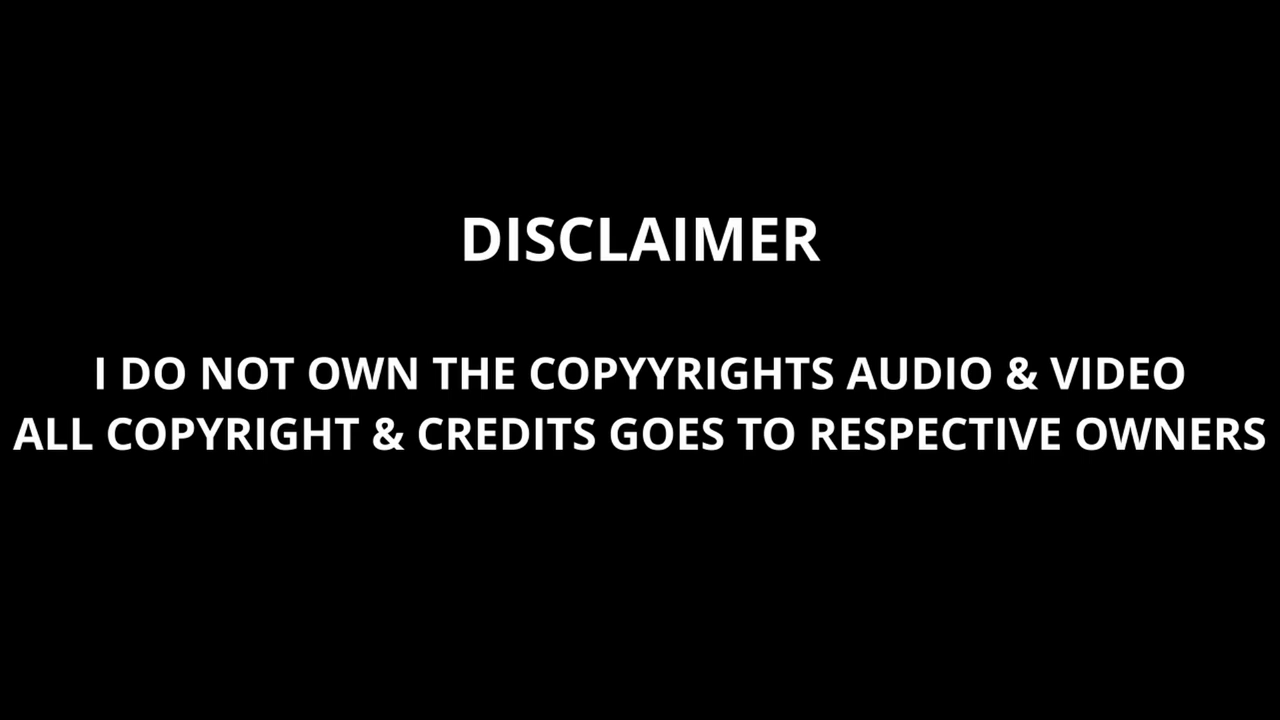 DISCLAIMER
I DO NOT OWN THE COPYYRIGHTS AUDIO & VIDEO
ALL COPYRIGHT & CREDITS GOES TO RESPECTIVE OWNERS